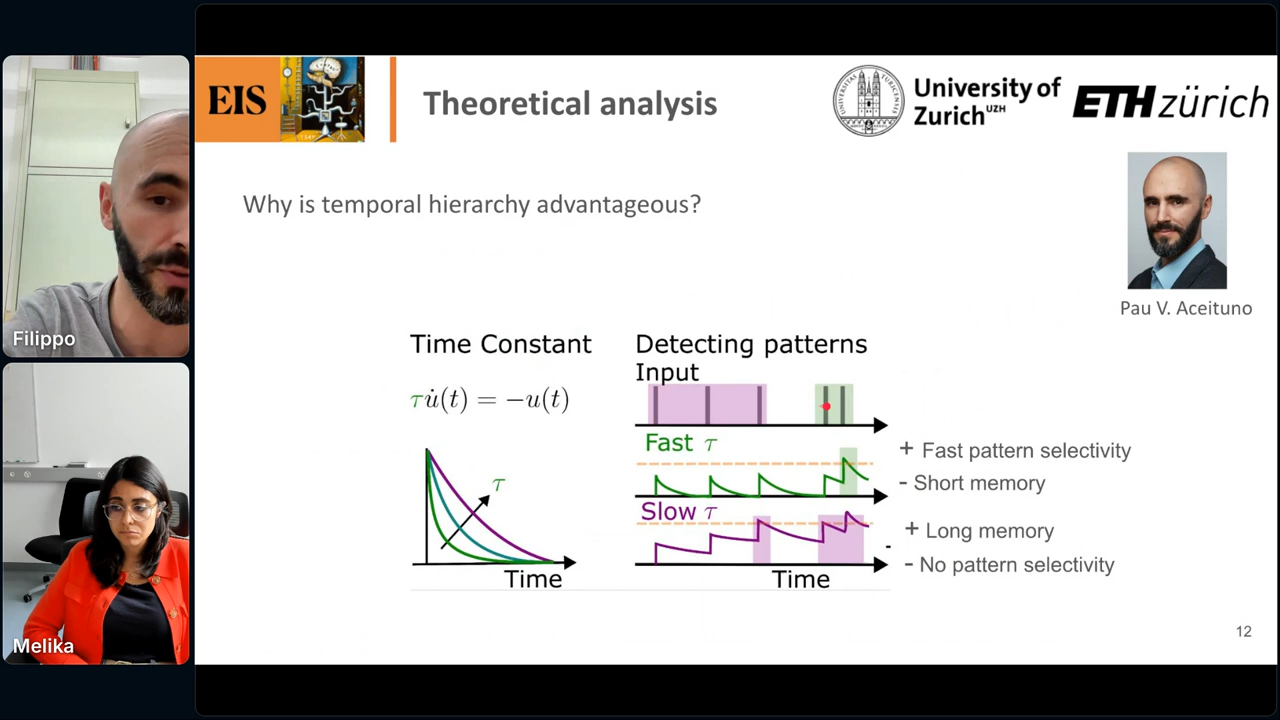 EIS
Theoretical analysis
University of
Zurich UZH
ETH zürich
Why is temporal hierarchy advantageous?
Pau V. Aceituno
Filippo
Melika
Time Constant
τu̇(t) = −u(t)
τ
Time
Detecting patterns
Input
Fast τ
Slow τ
Time
+ Fast pattern selectivity
- Short memory
+ Long memory
- No pattern selectivity
12